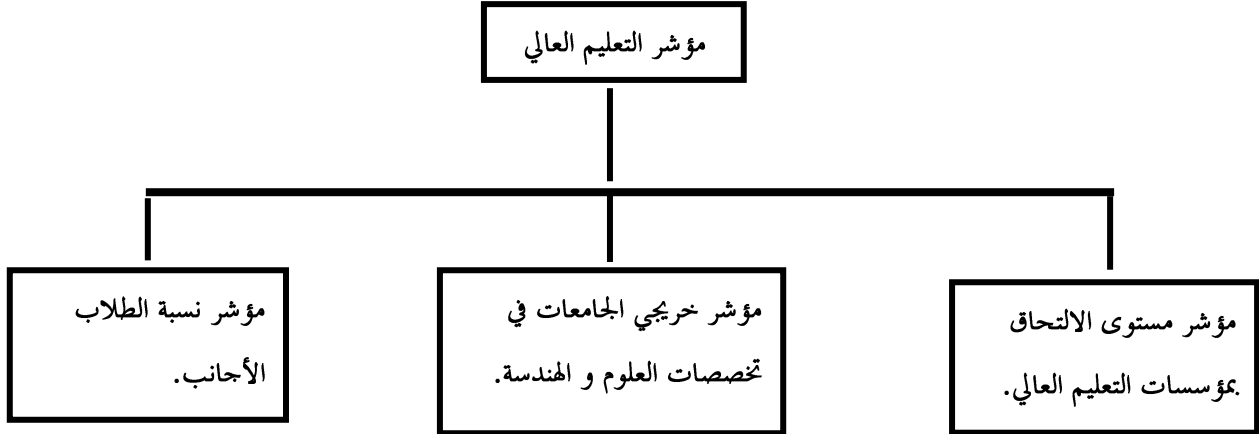 مؤشر التعليم العالي
مؤشر مستوى الالتحاق
بمؤسسات التعليم العالي.
مؤشر خريجي الجامعات في
تخصصات العلوم و الهندسة.
مؤشر نسبة الطلاب
الأجانب.